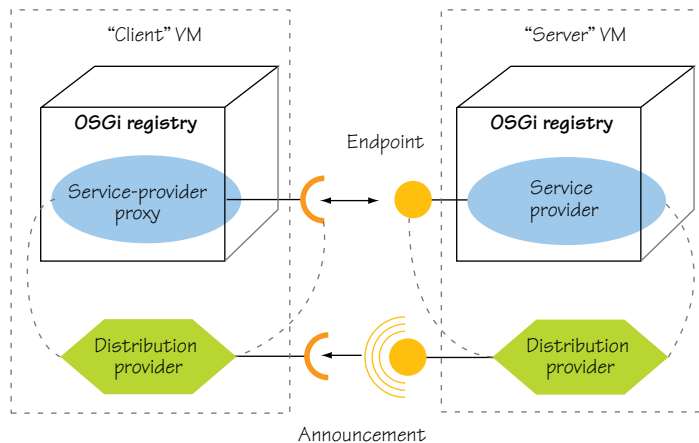 “Client” VM
“Server” VM
OSGi registry
OSGi registry
Endpoint
Service-provider
proxy
Service
provider
Distribution
provider
Distribution
provider
Announcement